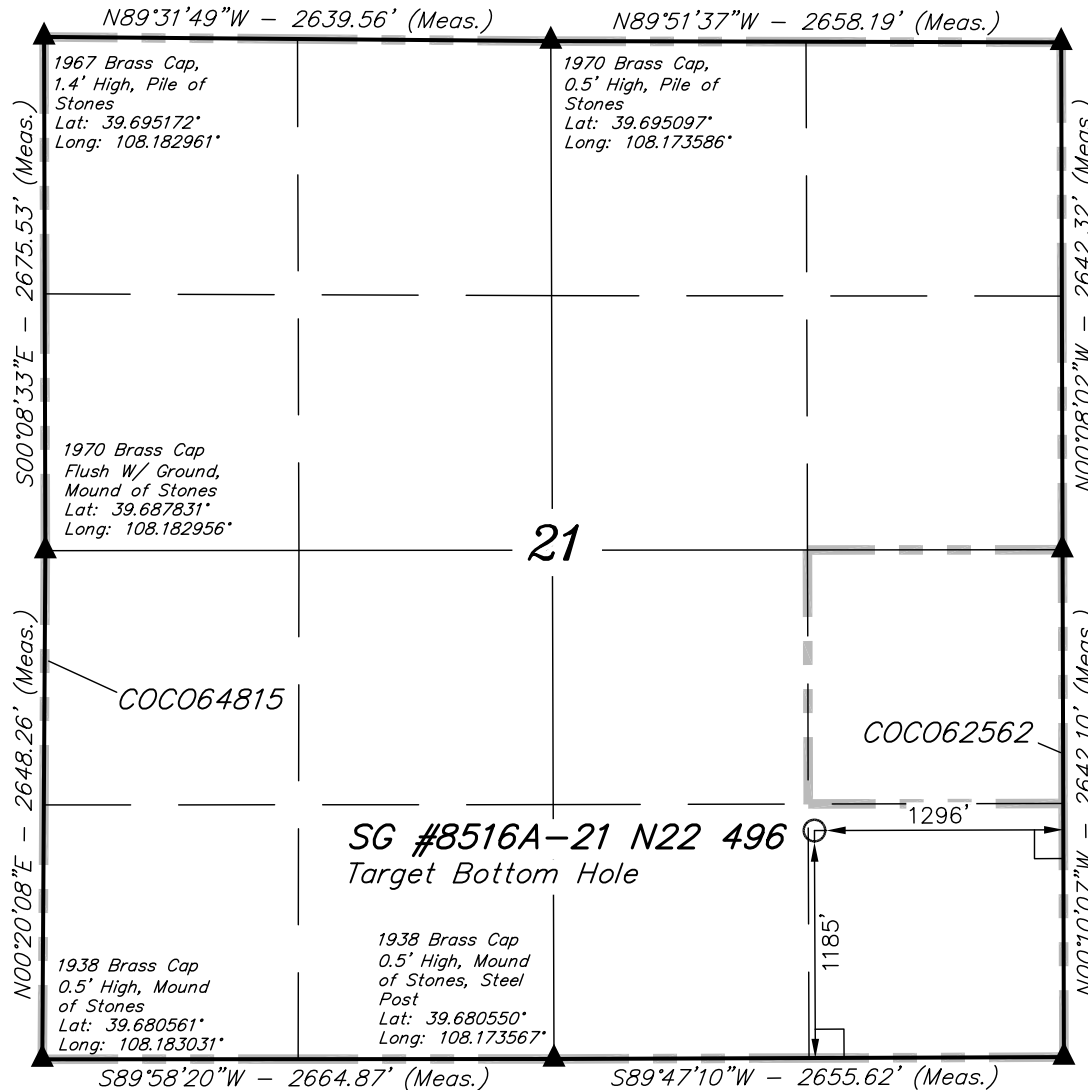 N89°31'49"W - 2639.56' (Meas.)
N89°51'37"W - 2658.19' (Meas.)
1967 Brass Cap,
1.4' High, Pile of
Stones
Lat: 39.695172°
Long: 108.182961°
1970 Brass Cap,
0.5' High, Pile of
Stones
Lat: 39.695097°
Long: 108.173586°
S00°08'33"E - 2675.53' (Meas.)
N00°08'02"W - 2642.32' (Meas.)
1970 Brass Cap
Flush W/ Ground,
Mound of Stones
Lat: 39.687831°
Long: 108.182956°
21
COC064815
COC062562
N00°20'08"E - 2648.26' (Meas.)
N00°10'07"W - 2642.10' (Meas.)
1296'
SG #8516A-21 N22 496
Target Bottom Hole
1185'
1938 Brass Cap
0.5' High, Mound
of Stones
Lat: 39.680561°
Long: 108.183031°
1938 Brass Cap
0.5' High, Mound
of Stones, Steel
Post
Lat: 39.680550°
Long: 108.173567°
S89°58'20"W - 2664.87' (Meas.)
S89°47'10"W - 2655.62' (Meas.)